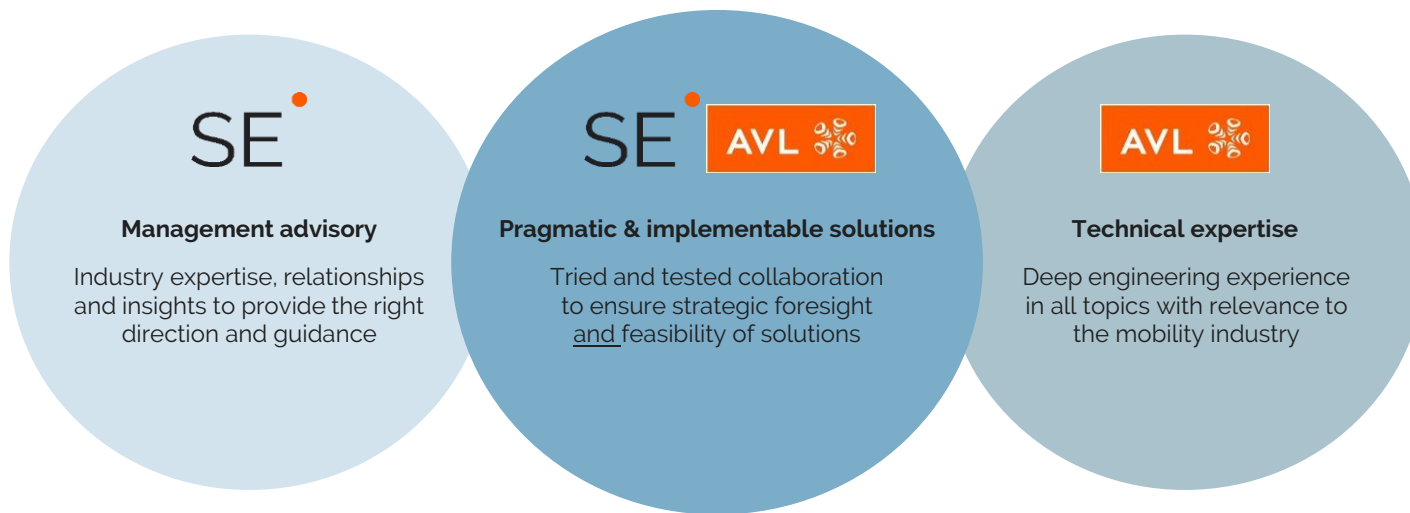 SE
Management advisory
Industry expertise, relationships
and insights to provide the right
direction and guidance
SE AVL
Pragmatic & implementable solutions
Tried and tested collaboration
to ensure strategic foresight
and feasibility of solutions
AVL
Technical expertise
Deep engineering experience
in all topics with relevance to
the mobility industry